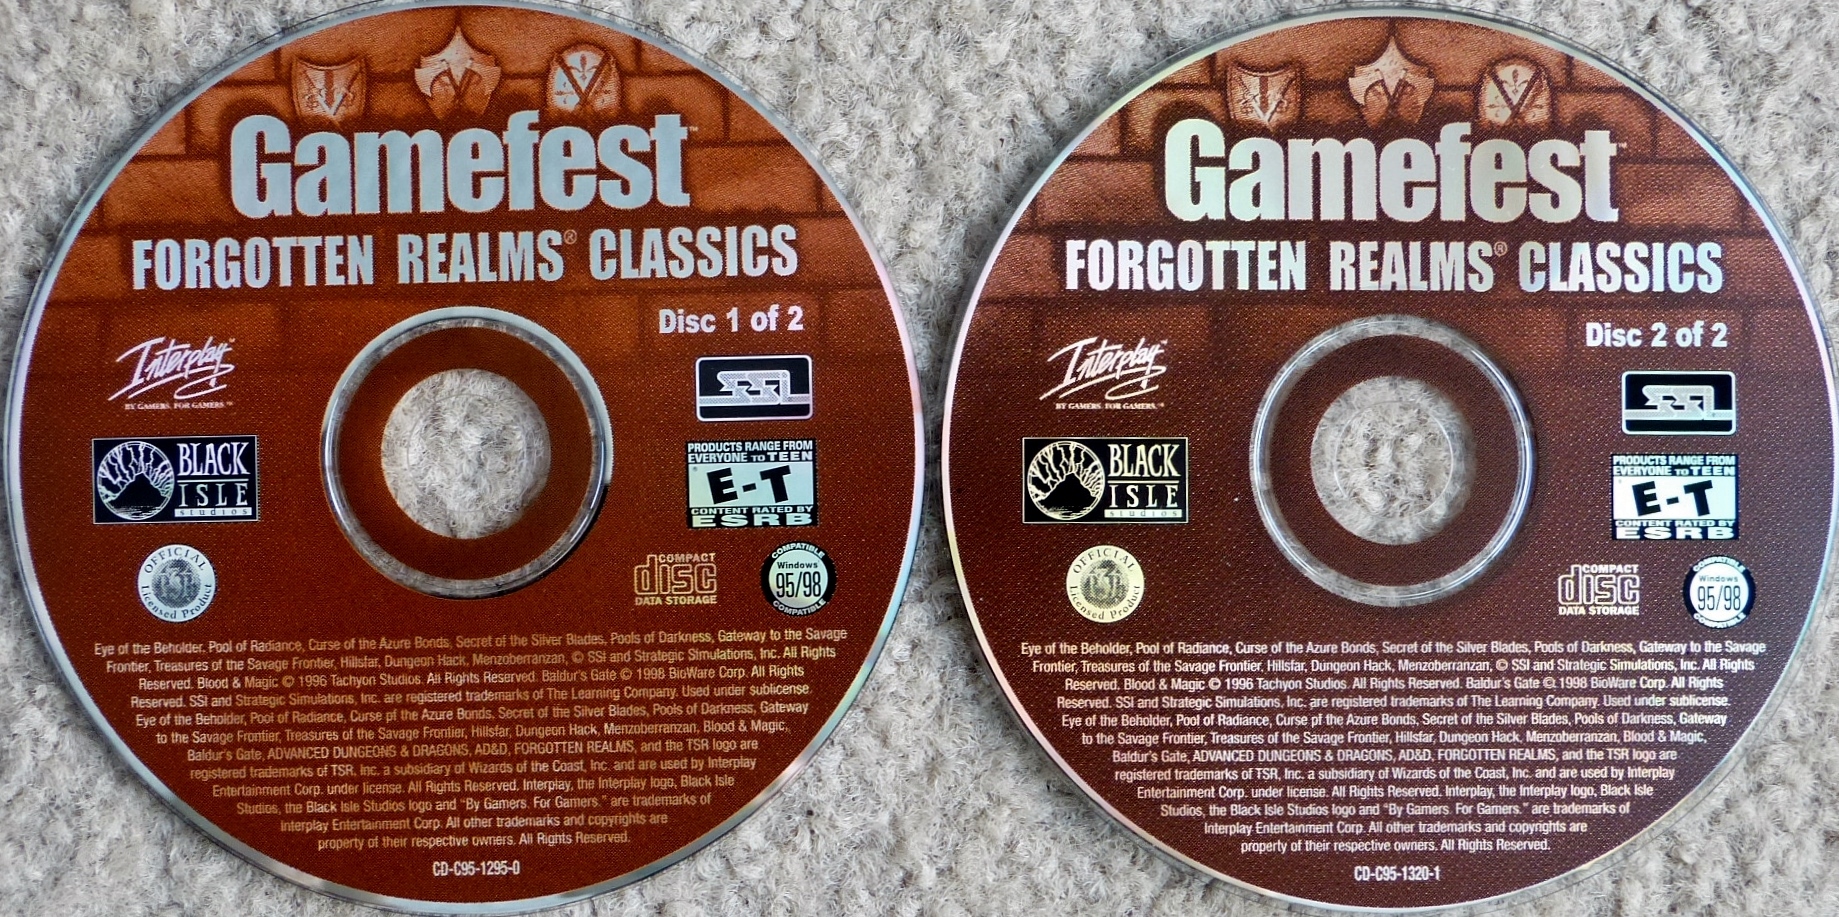 Gamefest™
FORGOTTEN REALMS® CLASSICS
Disc 1 of 2
Interplay™
BY GAMERS. FOR GAMERS.™
SSI
BLACK
ISLE
studios
PRODUCTS RANGE FROM
EVERYONE TO TEEN
E-T
CONTENT RATED BY
ESRB
OFFICIAL
Licensed Product
COMPACT
disc
DATA STORAGE
COMPATIBLE
Windows
95/98
COMPATIBLE
Eye of the Beholder, Pool of Radiance, Curse of the Azure Bonds, Secret of the Silver Blades, Pools of Darkness, Gateway to the Savage
Frontier, Treasures of the Savage Frontier, Hillsfar, Dungeon Hack, Menzoberranzan, © SSI and Strategic Simulations, Inc. All Rights
Reserved. Blood & Magic © 1996 Tachyon Studios. All Rights Reserved. Baldur's Gate © 1998 BioWare Corp. All Rights
Reserved. SSI and Strategic Simulations, Inc. are registered trademarks of The Learning Company. Used under sublicense.
Eye of the Beholder, Pool of Radiance, Curse pf the Azure Bonds, Secret of the Silver Blades, Pools of Darkness, Gateway
to the Savage Frontier, Treasures of the Savage Frontier, Hillsfar, Dungeon Hack, Menzoberranzan, Blood & Magic,
Baldur's Gate, ADVANCED DUNGEONS & DRAGONS, AD&D, FORGOTTEN REALMS, and the TSR logo are
registered trademarks of TSR, Inc. a subsidiary of Wizards of the Coast, Inc. and are used by Interplay
Entertainment Corp. under license. All Rights Reserved. Interplay, the Interplay logo, Black Isle
Studios, the Black Isle Studios logo and "By Gamers. For Gamers." are trademarks of
Interplay Entertainment Corp. All other trademarks and copyrights are
property of their respective owners. All Rights Reserved.
CD-C95-1295-0
Gamefest™
FORGOTTEN REALMS® CLASSICS
Disc 2 of 2
Interplay™
BY GAMERS. FOR GAMERS.™
SSI
BLACK
ISLE
studios
PRODUCTS RANGE FROM
EVERYONE TO TEEN
E-T
CONTENT RATED BY
ESRB
OFFICIAL
Licensed Product
COMPACT
disc
DATA STORAGE
COMPATIBLE
Windows
95/98
COMPATIBLE
Eye of the Beholder, Pool of Radiance, Curse of the Azure Bonds, Secret of the Silver Blades, Pools of Darkness, Gateway to the Savage
Frontier, Treasures of the Savage Frontier, Hillsfar, Dungeon Hack, Menzoberranzan, © SSI and Strategic Simulations, Inc. All Rights
Reserved. Blood & Magic © 1996 Tachyon Studios. All Rights Reserved. Baldur's Gate © 1998 BioWare Corp. All Rights
Reserved. SSI and Strategic Simulations, Inc. are registered trademarks of The Learning Company. Used under sublicense.
Eye of the Beholder, Pool of Radiance, Curse pf the Azure Bonds, Secret of the Silver Blades, Pools of Darkness, Gateway
to the Savage Frontier, Treasures of the Savage Frontier, Hillsfar, Dungeon Hack, Menzoberranzan, Blood & Magic,
Baldur's Gate, ADVANCED DUNGEONS & DRAGONS, AD&D, FORGOTTEN REALMS, and the TSR logo are
registered trademarks of TSR, Inc. a subsidiary of Wizards of the Coast, Inc. and are used by Interplay
Entertainment Corp. under license. All Rights Reserved. Interplay, the Interplay logo, Black Isle
Studios, the Black Isle Studios logo and "By Gamers. For Gamers." are trademarks of
Interplay Entertainment Corp. All other trademarks and copyrights are
property of their respective owners. All Rights Reserved.
CD-C95-1320-1